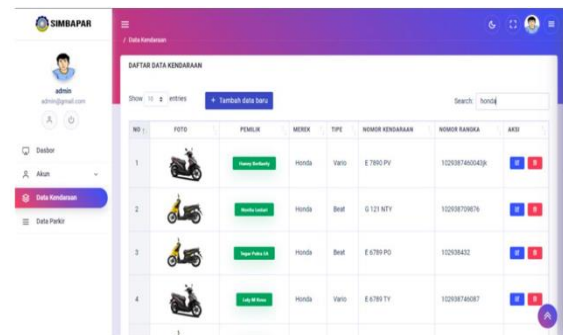 SIMBAPAR
/ Data Kendaraan
admin
admin@gmail.com
Dasbor
Akun
Data Kendaraan
Data Parkir
DAFTAR DATA KENDARAAN
Show 10 entries
+ Tambah data baru
Search: honda
NO FOTO PEMILIK MEREK TIPE NOMOR KENDARAAN NOMOR RANGKA AKSI
1 Honda Vario E 7890 PV
2 Honda Beat G 121 NTY 102938709876
3 Honda Beat E 6789 PO 102938432
4 Honda Vario E 6789 TY 102938746087